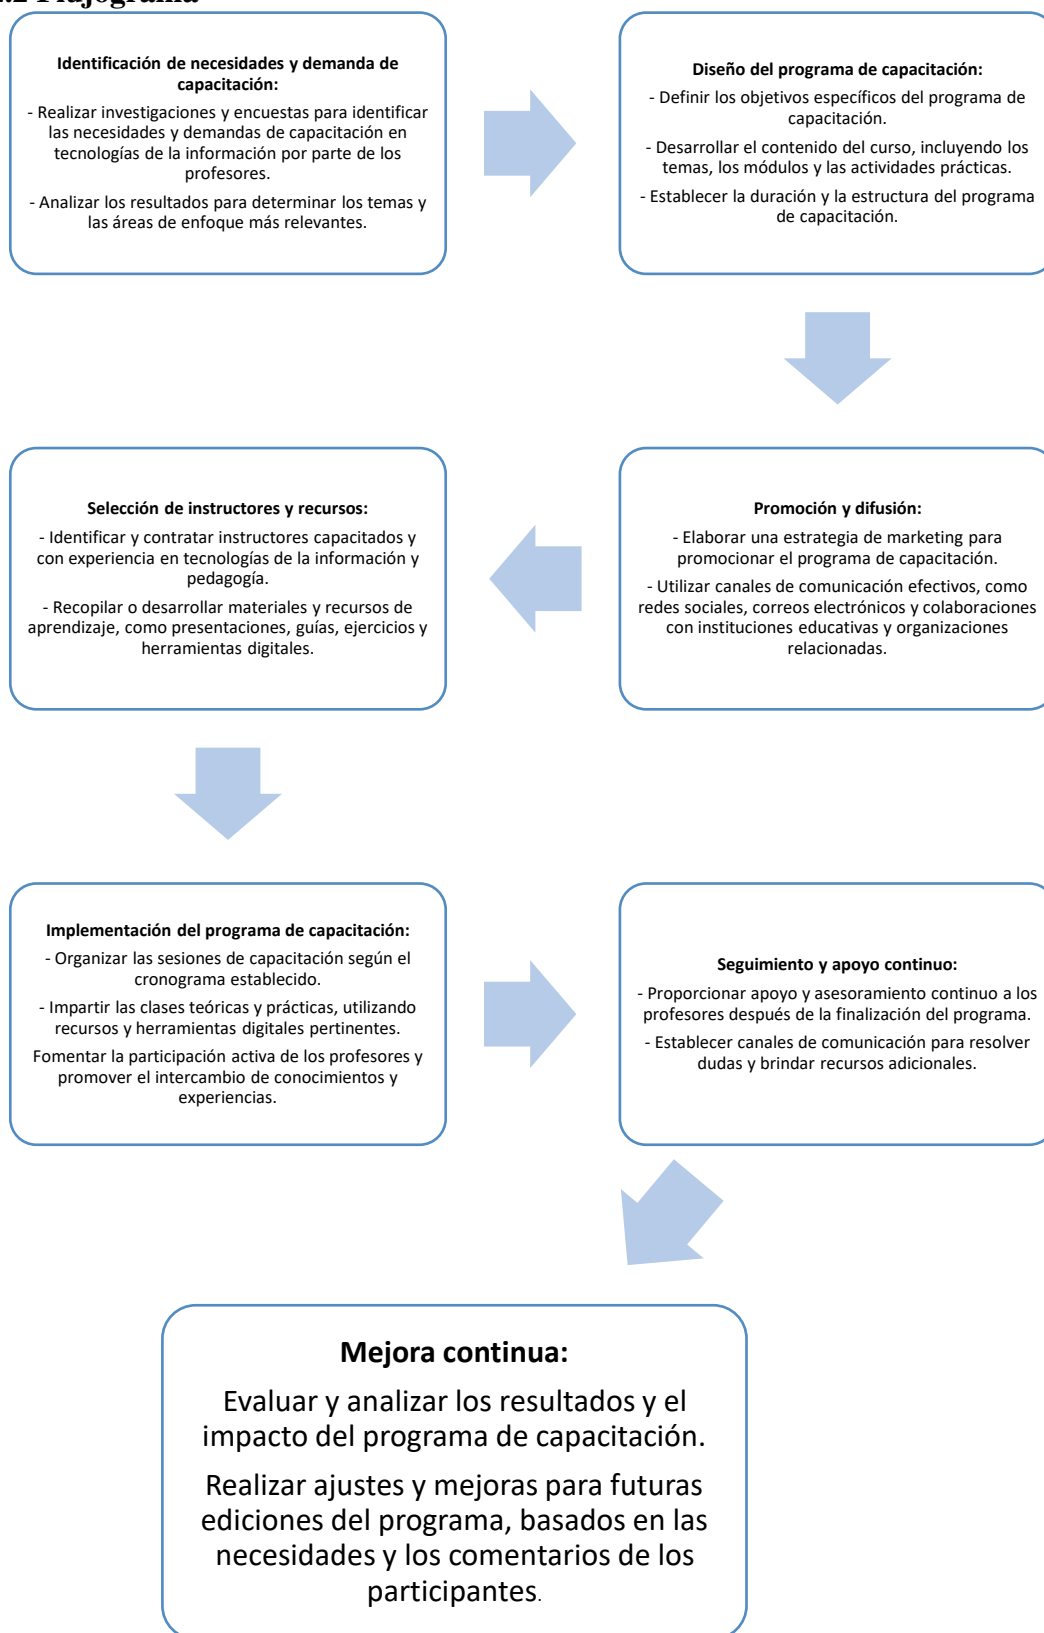 Identificación de necesidades y demanda de
capacitación:
- Realizar investigaciones y encuestas para identificar
las necesidades y demandas de capacitación en
tecnologías de la información por parte de los
profesores.
- Analizar los resultados para determinar los temas y
las áreas de enfoque más relevantes.
Diseño del programa de capacitación:
- Definir los objetivos específicos del programa de
capacitación.
- Desarrollar el contenido del curso, incluyendo los
temas, los módulos y las actividades prácticas.
- Establecer la duración y la estructura del programa
de capacitación.
Promoción y difusión:
- Elaborar una estrategia de marketing para
promocionar el programa de capacitación.
- Utilizar canales de comunicación efectivos, como
redes sociales, correos electrónicos y colaboraciones
con instituciones educativas y organizaciones
relacionadas.
Selección de instructores y recursos:
- Identificar y contratar instructores capacitados y
con experiencia en tecnologías de la información y
pedagogía.
- Recopilar o desarrollar materiales y recursos de
aprendizaje, como presentaciones, guías, ejercicios y
herramientas digitales.
Implementación del programa de capacitación:
- Organizar las sesiones de capacitación según el
cronograma establecido.
- Impartir las clases teóricas y prácticas, utilizando
recursos y herramientas digitales pertinentes.
Fomentar la participación activa de los profesores y
promover el intercambio de conocimientos y
experiencias.
Seguimiento y apoyo continuo:
- Proporcionar apoyo y asesoramiento continuo a los
profesores después de la finalización del programa.
- Establecer canales de comunicación para resolver
dudas y brindar recursos adicionales.
Mejora continua:
Evaluar y analizar los resultados y el
impacto del programa de capacitación.
Realizar ajustes y mejoras para futuras
ediciones del programa, basados en las
necesidades y los comentarios de los
participantes.